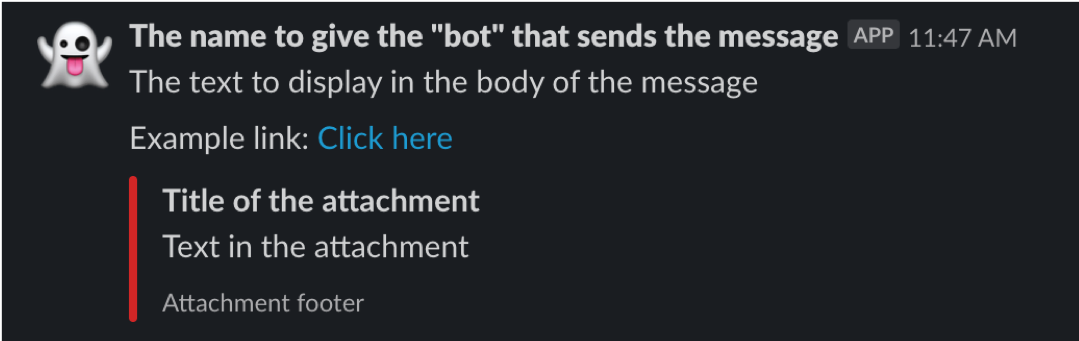 The name to give the "bot" that sends the message APP 11:47 AM
The text to display in the body of the message
Example link: Click here
Title of the attachment
Text in the attachment
Attachment footer